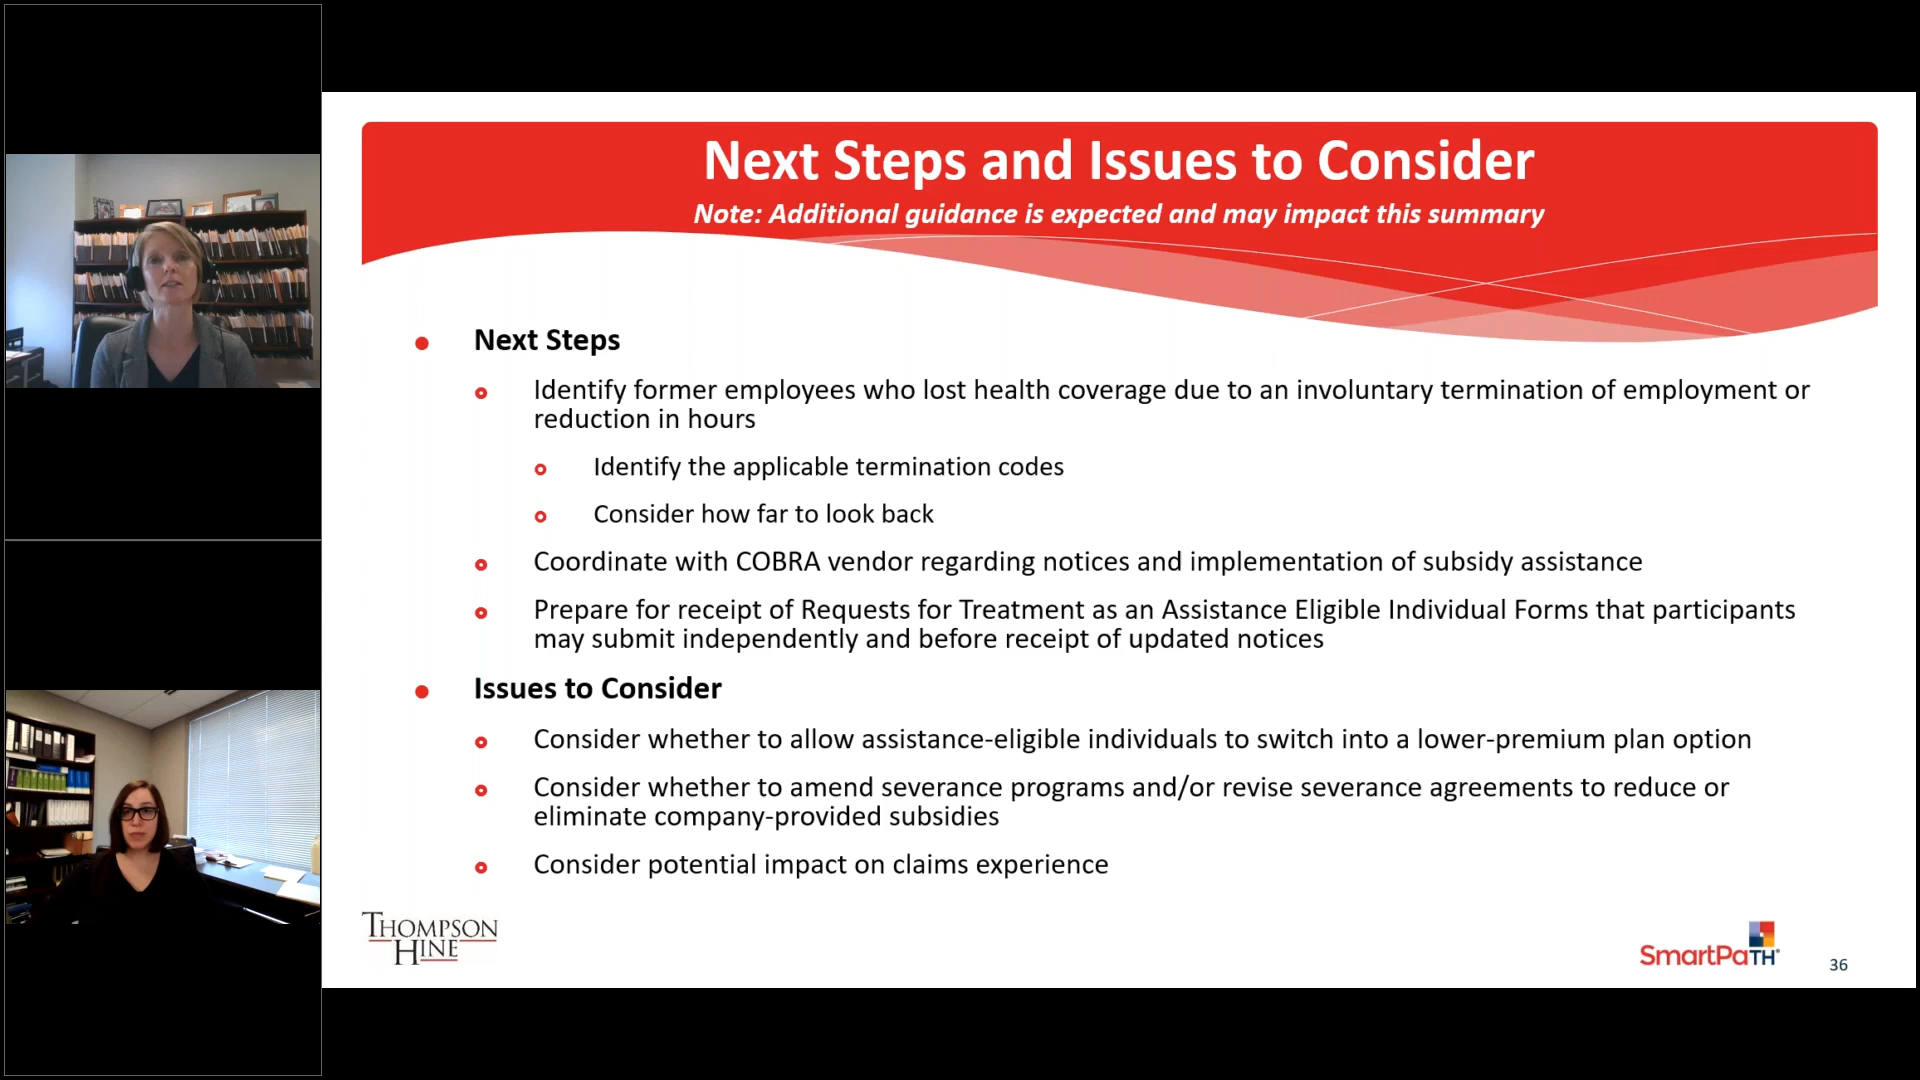 Next Steps and Issues to Consider
Note: Additional guidance is expected and may impact this summary
Next Steps
Identify former employees who lost health coverage due to an involuntary termination of employment or
reduction in hours
Identify the applicable termination codes
Consider how far to look back
Coordinate with COBRA vendor regarding notices and implementation of subsidy assistance
Prepare for receipt of Requests for Treatment as an Assistance Eligible Individual Forms that participants
may submit independently and before receipt of updated notices
Issues to Consider
Consider whether to allow assistance-eligible individuals to switch into a lower-premium plan option
Consider whether to amend severance programs and/or revise severance agreements to reduce or
eliminate company-provided subsidies
Consider potential impact on claims experience
THOMPSON
HINE
SmartPaTH
36